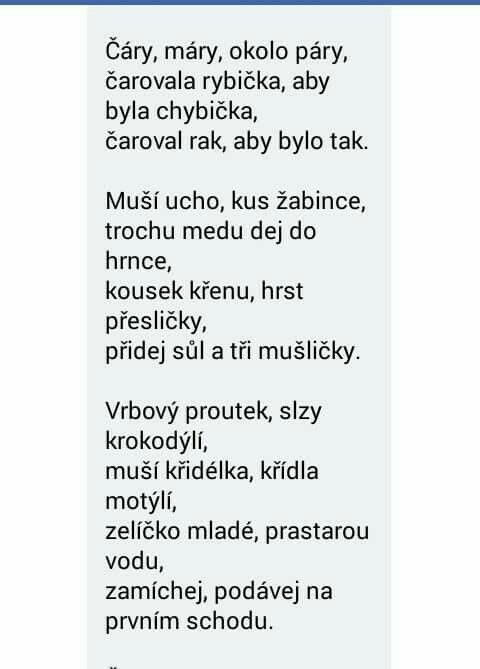 Čáry, máry, okolo páry,
čarovala rybička, aby
byla chybička,
čaroval rak, aby bylo tak.

Muší ucho, kus žabince,
trochu medu dej do
hrnce,
kousek křenu, hrst
přesličky,
přidej sůl a tři mušličky.

Vrbový proutek, slzy
krokodýlí,
muší křidélka, křídla
motýlí,
zelíčko mladé, prastarou
vodu,
zamíchej, podávej na
prvním schodu.